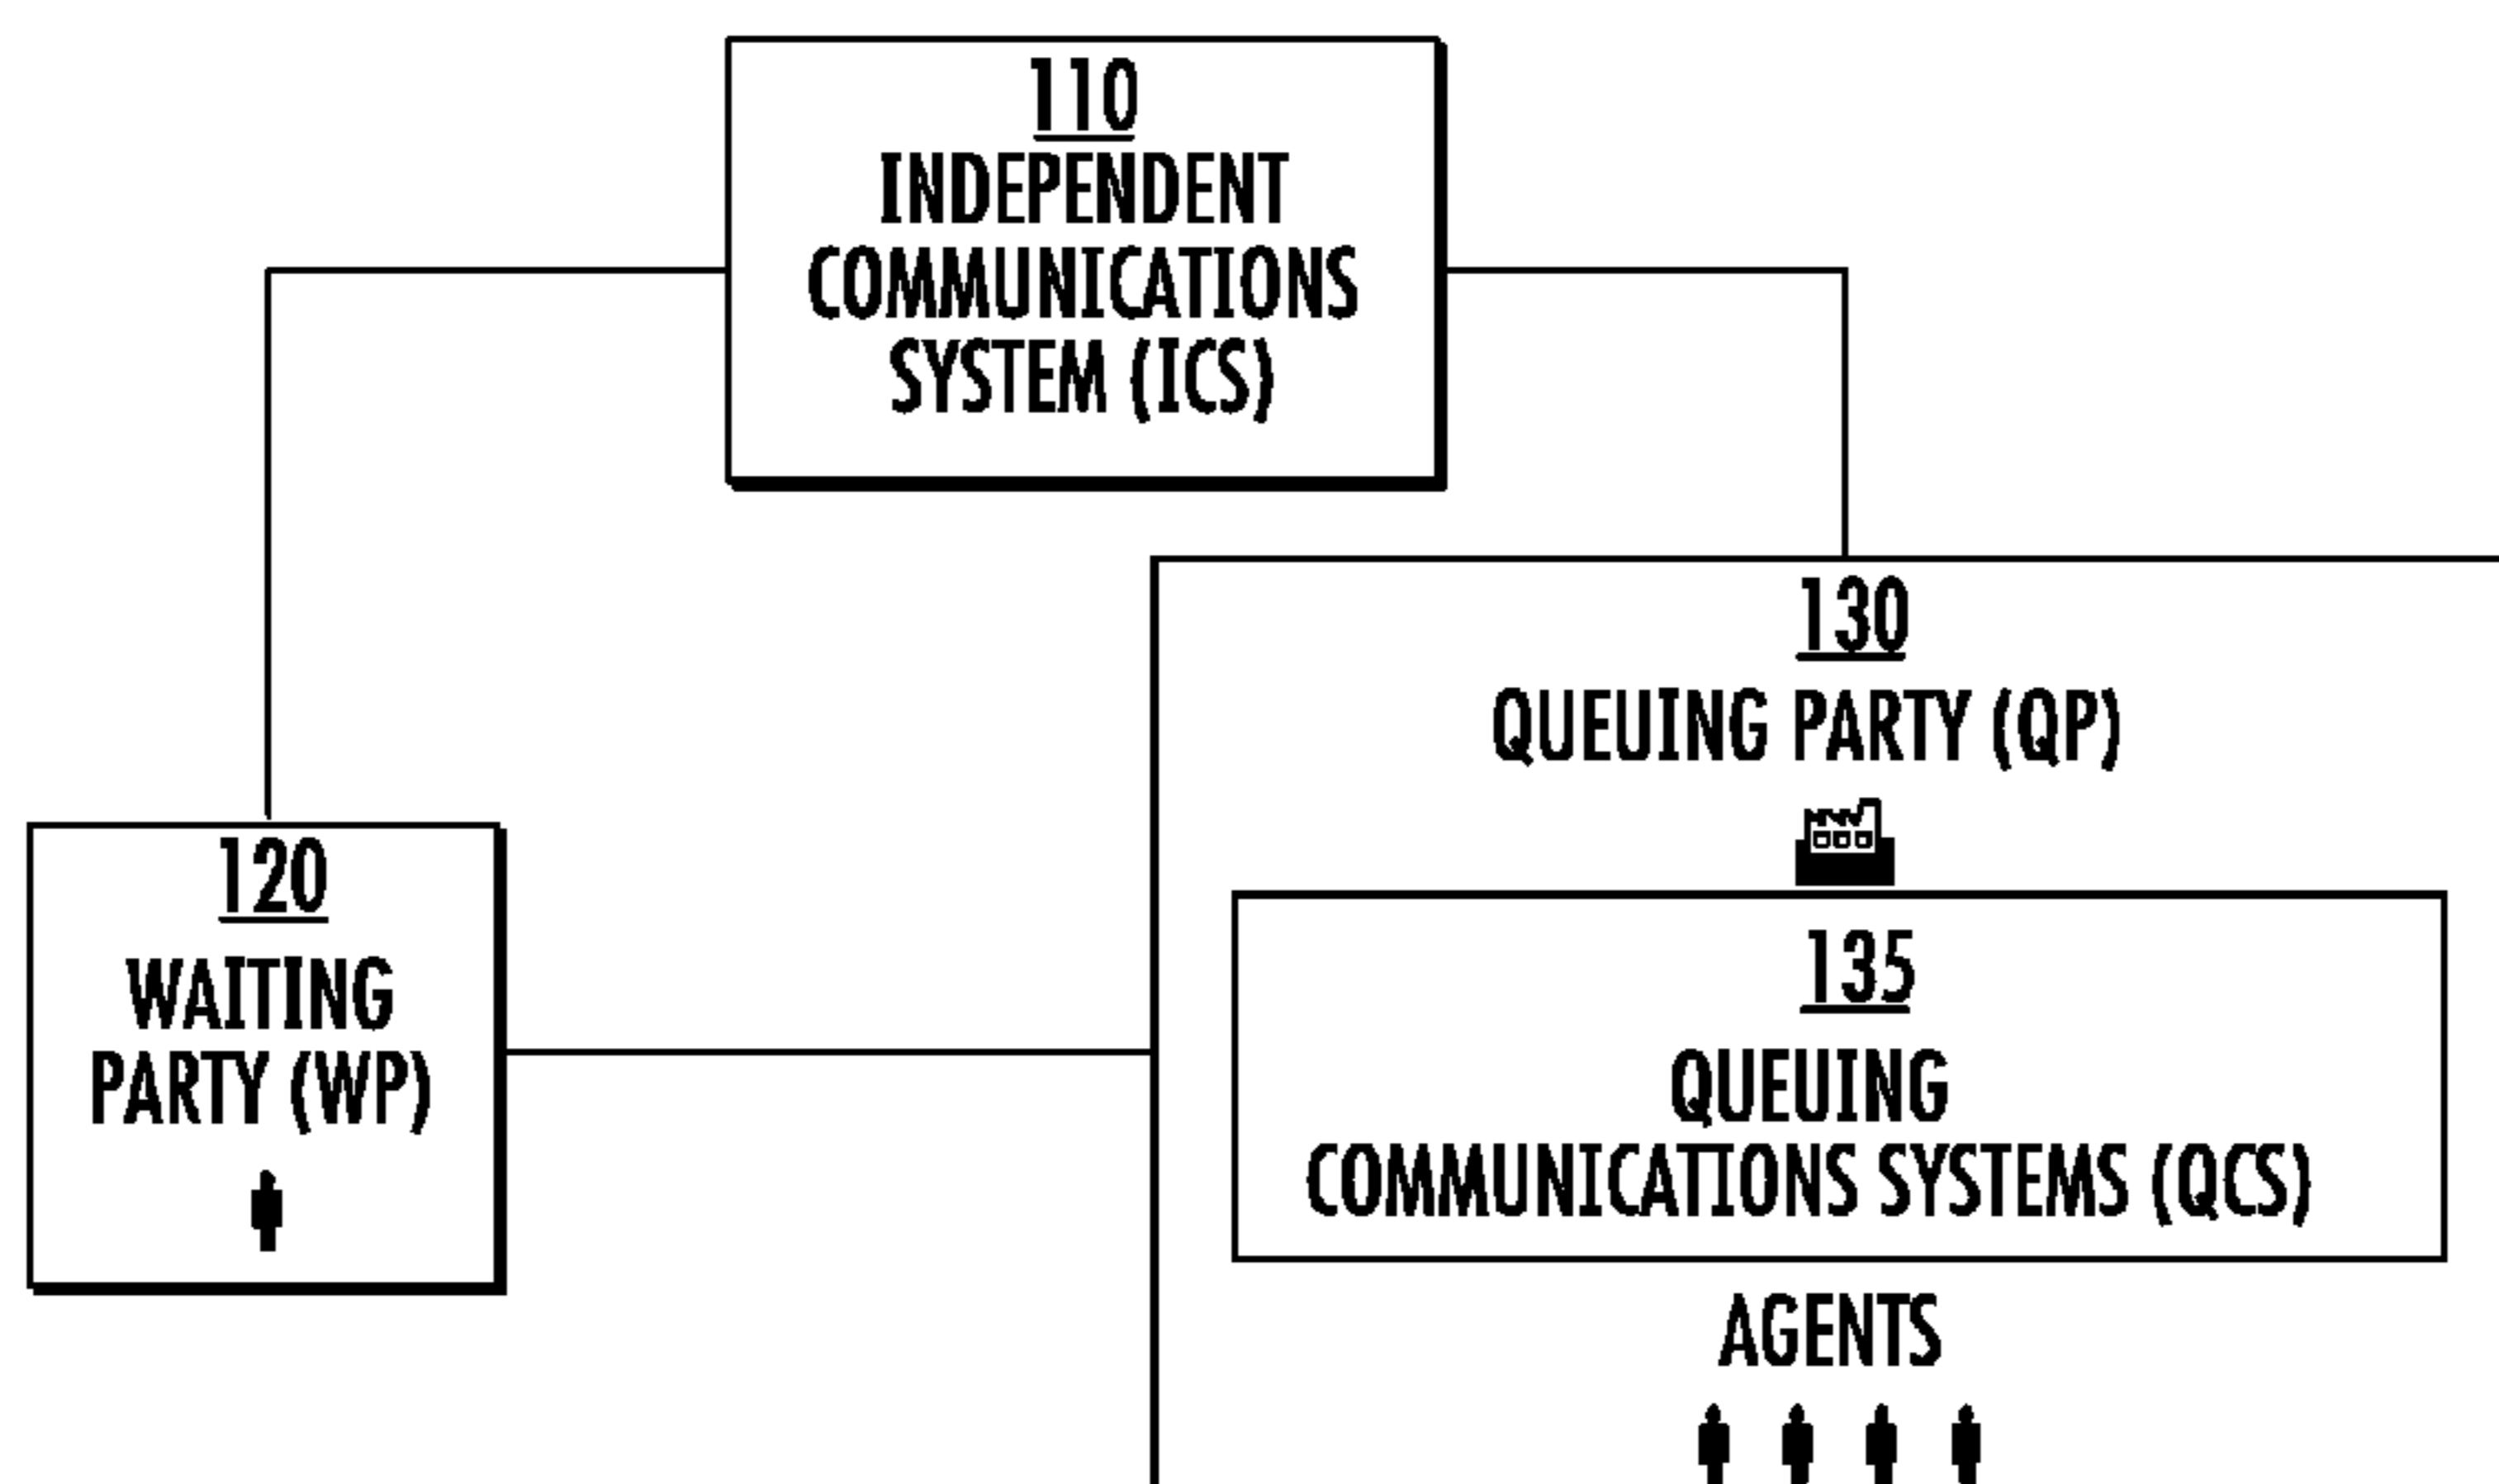 110
INDEPENDENT
COMMUNICATIONS
SYSTEM (ICS)
130
QUEUING PARTY (QP)
120
WAITING
PARTY (WP)
135
QUEUING
COMMUNICATIONS SYSTEMS (QCS)
AGENTS